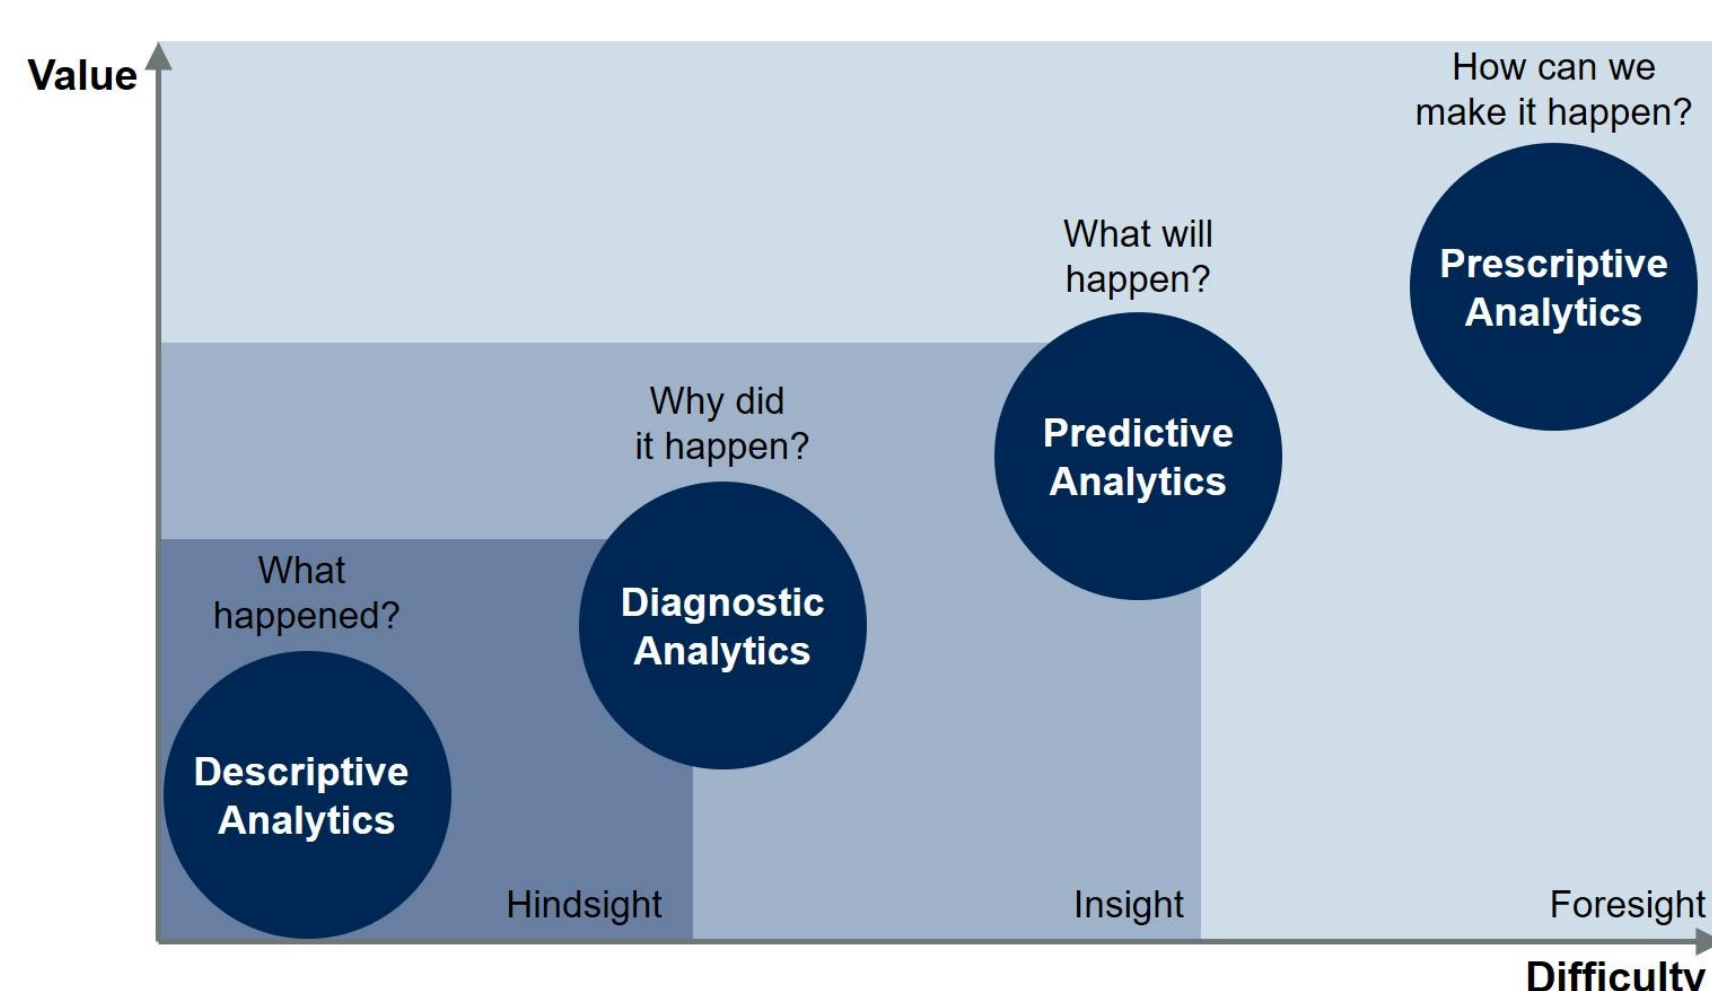 Value
How can we
make it happen?
Prescriptive
Analytics
What will
happen?
Predictive
Analytics
Why did
it happen?
Diagnostic
Analytics
What
happened?
Descriptive
Analytics
Hindsight
Insight
Foresight
Difficulty